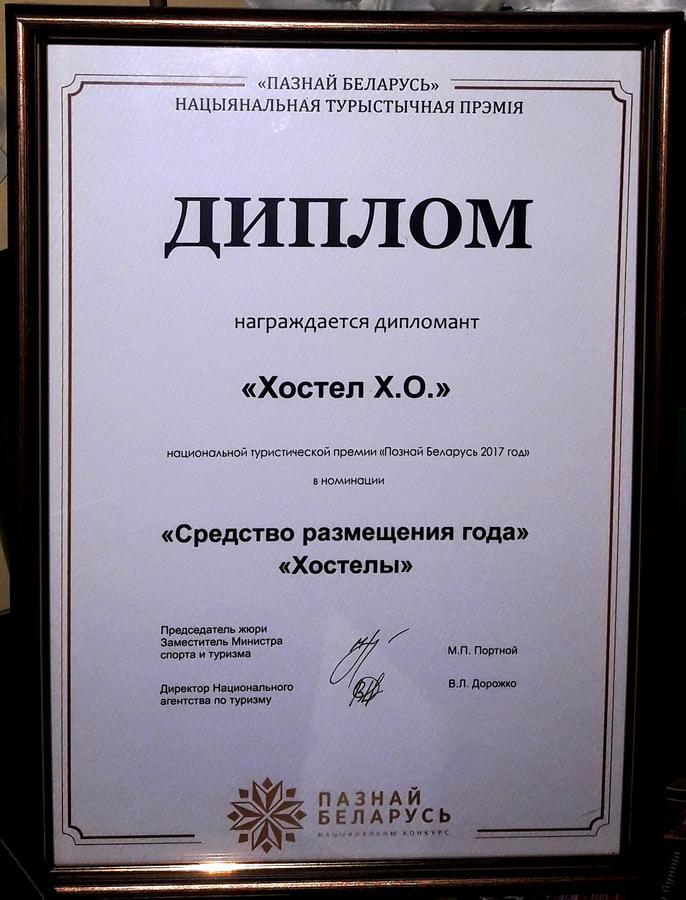 «ПАЗНАЙ БЕЛАРУСЬ»
НАЦЫЯНАЛЬНАЯ ТУРЫСТЫЧНАЯ ПРЭМІЯ
ДИПЛОМ
награждается дипломант
«Хостел Х.О.»
национальной туристической премии «Познай Беларусь 2017 год»
в номинации
«Средство размещения года»
«Хостелы»
Председатель жюри
Заместитель Министра
спорта и туризма
М.П. Портной
Директор Национального
агентства по туризму
В.Л. Дорожко
ПАЗНАЙ
БЕЛАРУСЬ
НАЦЫЯНАЛЬНЫ КОНКУРС